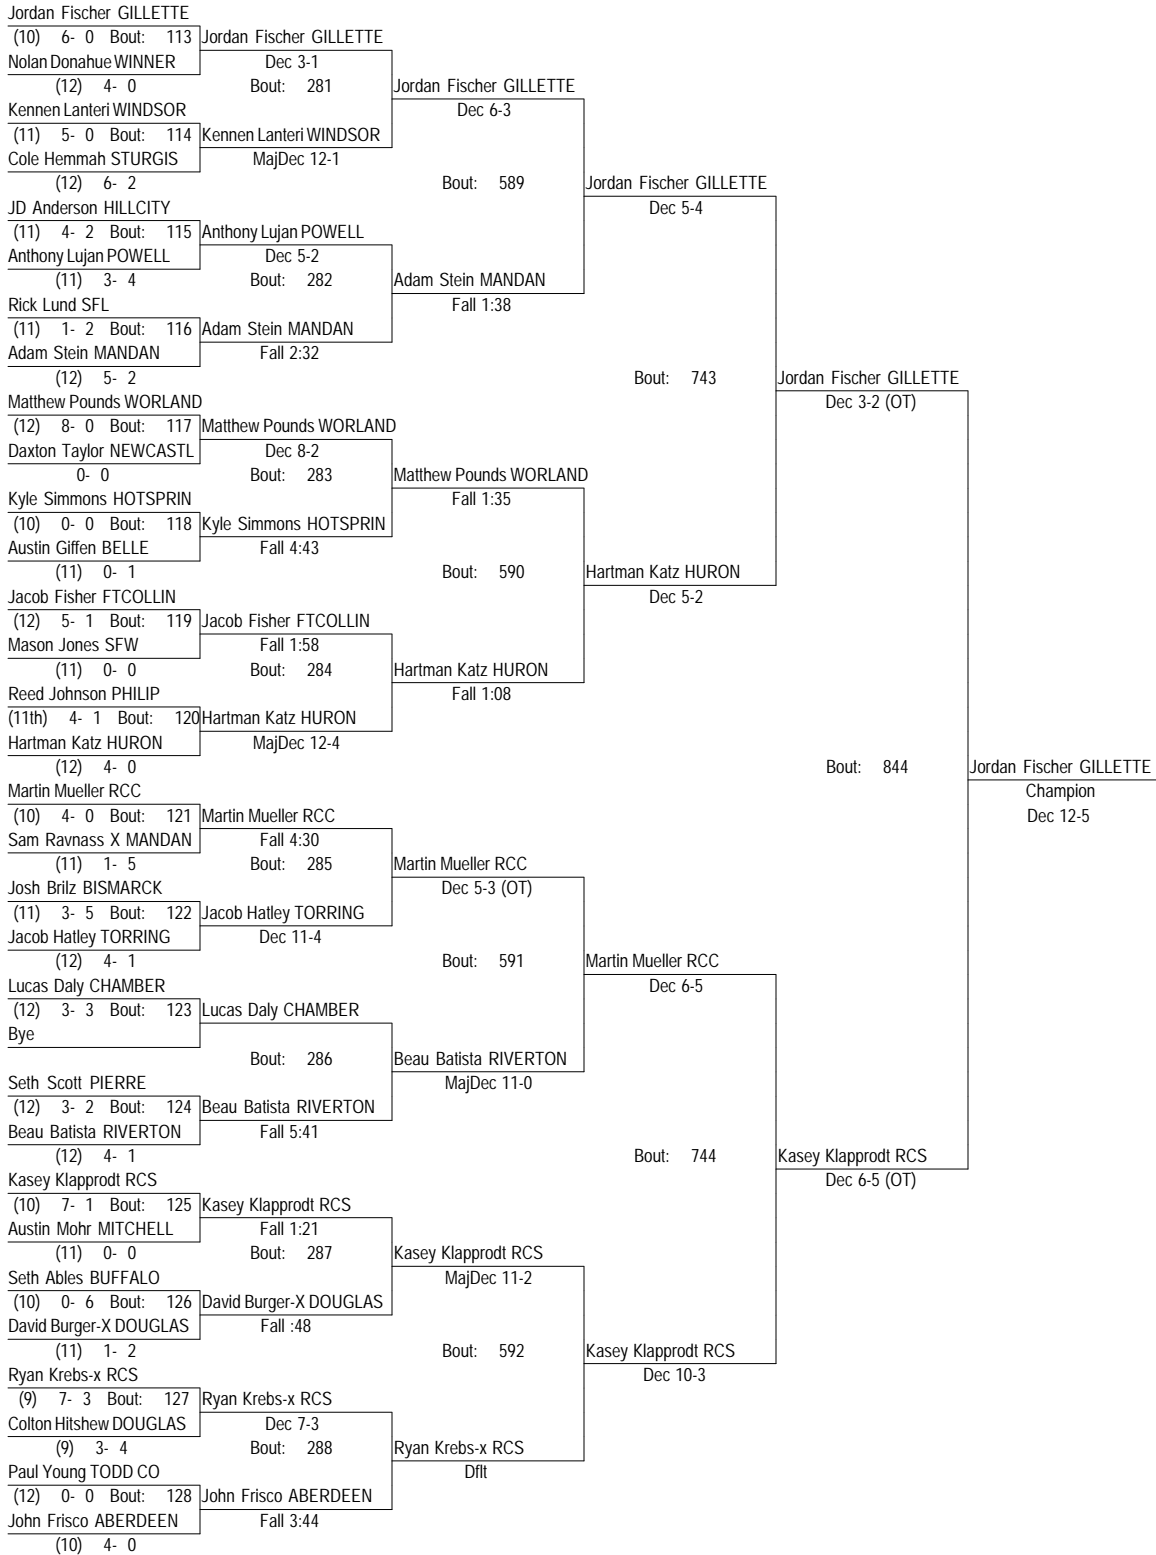 Jordan Fischer GILLETTE
(10) 6- 0 Bout: 113 Jordan Fischer GILLETTE
Nolan Donahue WINNER Dec 3-1
(12) 4- 0 Bout: 281 Jordan Fischer GILLETTE
Kennen Lanteri WINDSOR Dec 6-3
(11) 5- 0 Bout: 114 Kennen Lanteri WINDSOR
Cole Hemmah STURGIS MajDec 12-1
(12) 6- 2 Bout: 589 Jordan Fischer GILLETTE
JD Anderson HILLCITY Dec 5-4
(11) 4- 2 Bout: 115 Anthony Lujan POWELL
Anthony Lujan POWELL Dec 5-2
(11) 3- 4 Bout: 282 Adam Stein MANDAN
Rick Lund SFL Fall 1:38
(11) 1- 2 Bout: 116 Adam Stein MANDAN
Adam Stein MANDAN Fall 2:32
(12) 5- 2 Bout: 743 Jordan Fischer GILLETTE
Matthew Pounds WORLAND Dec 3-2 (OT)
(12) 8- 0 Bout: 117 Matthew Pounds WORLAND
Daxton Taylor NEWCASTL Dec 8-2
0- 0 Bout: 283 Matthew Pounds WORLAND
Kyle Simmons HOTSPRIN Fall 1:35
(10) 0- 0 Bout: 118 Kyle Simmons HOTSPRIN
Austin Giffen BELLE Fall 4:43
(11) 0- 1 Bout: 590 Hartman Katz HURON
Jacob Fisher FTCOLLIN Dec 5-2
(12) 5- 1 Bout: 119 Jacob Fisher FTCOLLIN
Mason Jones SFW Fall 1:58
(11) 0- 0 Bout: 284 Hartman Katz HURON
Reed Johnson PHILIP Fall 1:08
(11th) 4- 1 Bout: 120 Hartman Katz HURON
Hartman Katz HURON MajDec 12-4
(12) 4- 0 Bout: 844 Jordan Fischer GILLETTE
Martin Mueller RCC Champion
(10) 4- 0 Bout: 121 Martin Mueller RCC Dec 12-5
Sam Ravnass X MANDAN Fall 4:30
(11) 1- 5 Bout: 285 Martin Mueller RCC
Josh Brilz BISMARCK Dec 5-3 (OT)
(11) 3- 5 Bout: 122 Jacob Hatley TORRING
Jacob Hatley TORRING Dec 11-4
(12) 4- 1 Bout: 591 Martin Mueller RCC
Lucas Daly CHAMBER Dec 6-5
(12) 3- 3 Bout: 123 Lucas Daly CHAMBER
Bye
Bout: 286 Beau Batista RIVERTON
Seth Scott PIERRE MajDec 11-0
(12) 3- 2 Bout: 124 Beau Batista RIVERTON
Beau Batista RIVERTON Fall 5:41
(12) 4- 1 Bout: 744 Kasey Klapprodt RCS
Kasey Klapprodt RCS Dec 6-5 (OT)
(10) 7- 1 Bout: 125 Kasey Klapprodt RCS
Austin Mohr MITCHELL Fall 1:21
(11) 0- 0 Bout: 287 Kasey Klapprodt RCS
Seth Ables BUFFALO MajDec 11-2
(10) 0- 6 Bout: 126 David Burger-X DOUGLAS
David Burger-X DOUGLAS Fall :48
(11) 1- 2 Bout: 592 Kasey Klapprodt RCS
Ryan Krebs-x RCS Dec 10-3
(9) 7- 3 Bout: 127 Ryan Krebs-x RCS
Colton Hitshew DOUGLAS Dec 7-3
(9) 3- 4 Bout: 288 Ryan Krebs-x RCS
Paul Young TODD CO Dflt
(12) 0- 0 Bout: 128 John Frisco ABERDEEN
John Frisco ABERDEEN Fall 3:44
(10) 4- 0